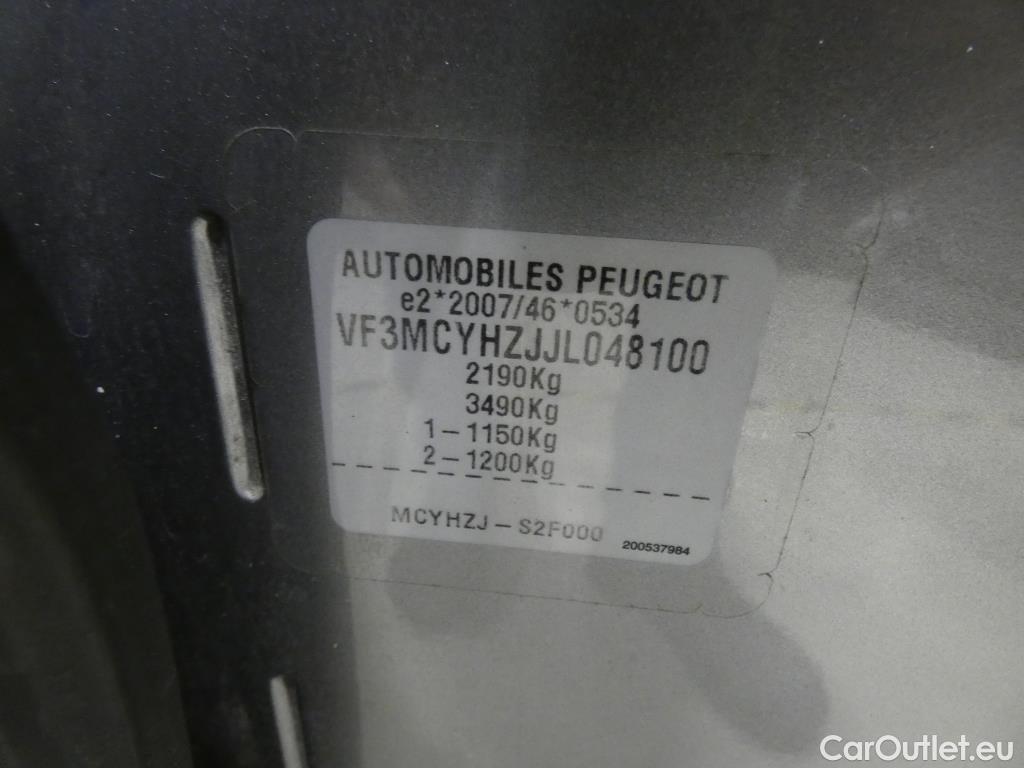 AUTOMOBILES PEUGEOT
e2*2007/46*0534
VF3MCYHZJJL048100
2190Kg
3490Kg
1-1150Kg
2-1200Kg
MCYHZJ-S2F000
200537984
CarOutlet.eu